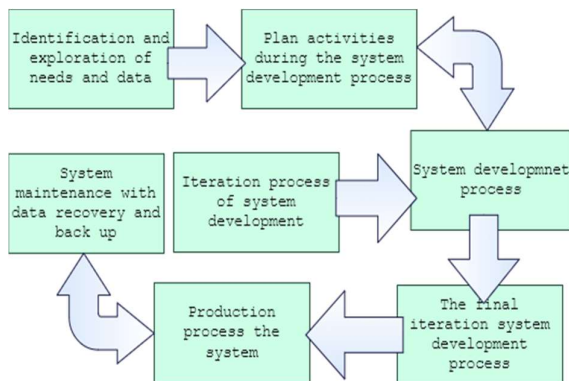 Identification and
exploration of
needs and data
Plan activities
during the system
development process
System
maintenance with
data recovery and
back up
Iteration process
of system
development
System developmnet
process
Production
process the
system
The final
iteration system
development
process